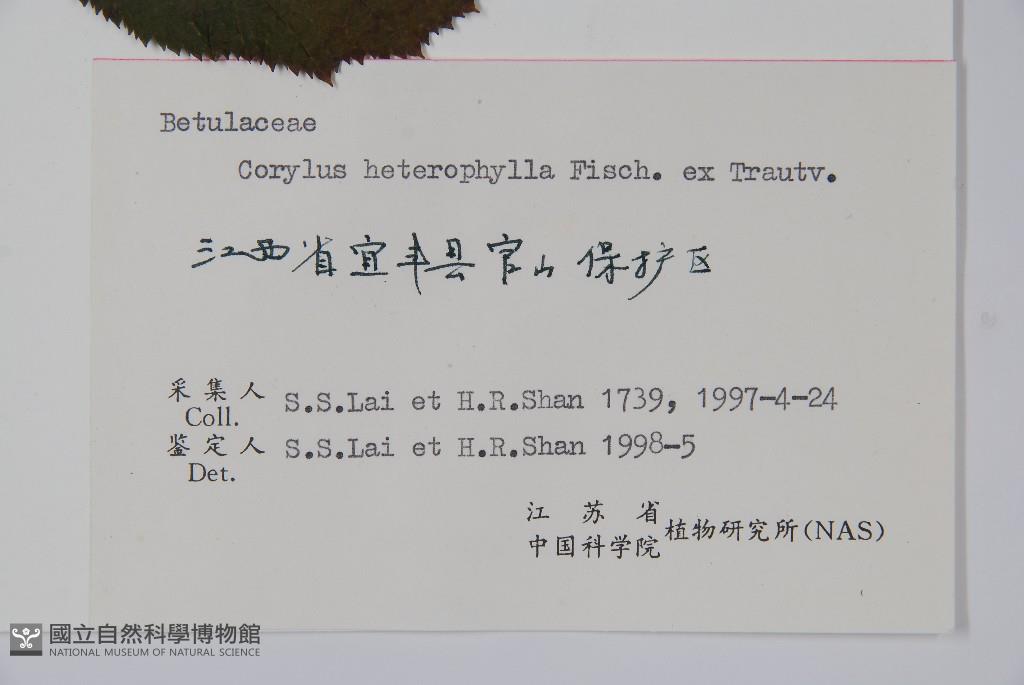 Betulaceae
Corylus heterophylla Fisch. ex Trautv.
江西省宜丰县官山保护区
采集人 S.S.Lai et H.R.Shan 1739, 1997-4-24
Coll.
鉴定人 S.S.Lai et H.R.Shan 1998-5
Det.
江苏省
中国科学院 植物研究所(NAS)
國立自然科學博物館
NATIONAL MUSEUM OF NATURAL SCIENCE